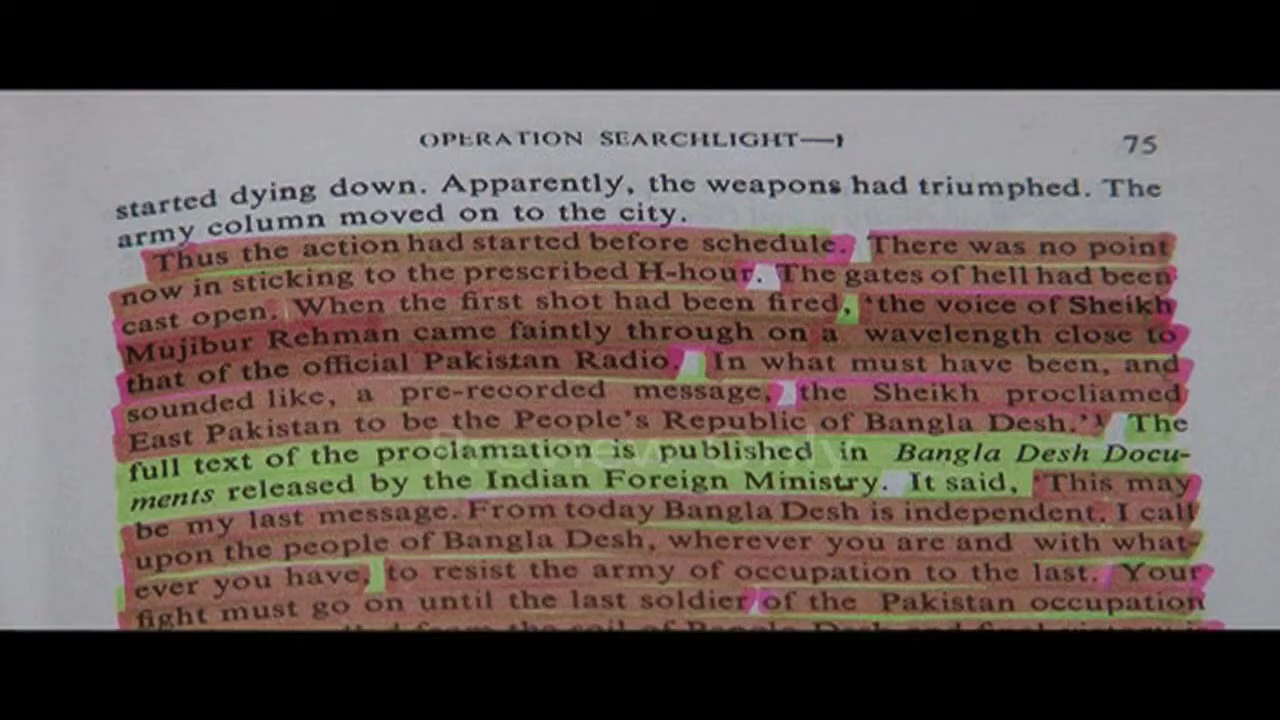 OPERATION SEARCHLIGHT—I 75
started dying down. Apparently, the weapons had triumphed. The
army column moved on to the city.
Thus the action had started before schedule. There was no point
now in sticking to the prescribed H-hour. The gates of hell had been
cast open. When the first shot had been fired, 'the voice of Sheikh
Mujibur Rehman came faintly through on a wavelength close to
that of the official Pakistan Radio. In what must have been, and
sounded like, a pre-recorded message, the Sheikh procliamed
East Pakistan to be the People's Republic of Bangla Desh.'¹ The
full text of the proclamation is published in Bangla Desh Docu-
ments released by the Indian Foreign Ministry. It said, 'This may
be my last message. From today Bangla Desh is independent. I call
upon the people of Bangla Desh, wherever you are and with what-
ever you have, to resist the army of occupation to the last. Your
fight must go on until the last soldier of the Pakistan occupation
Preview Only